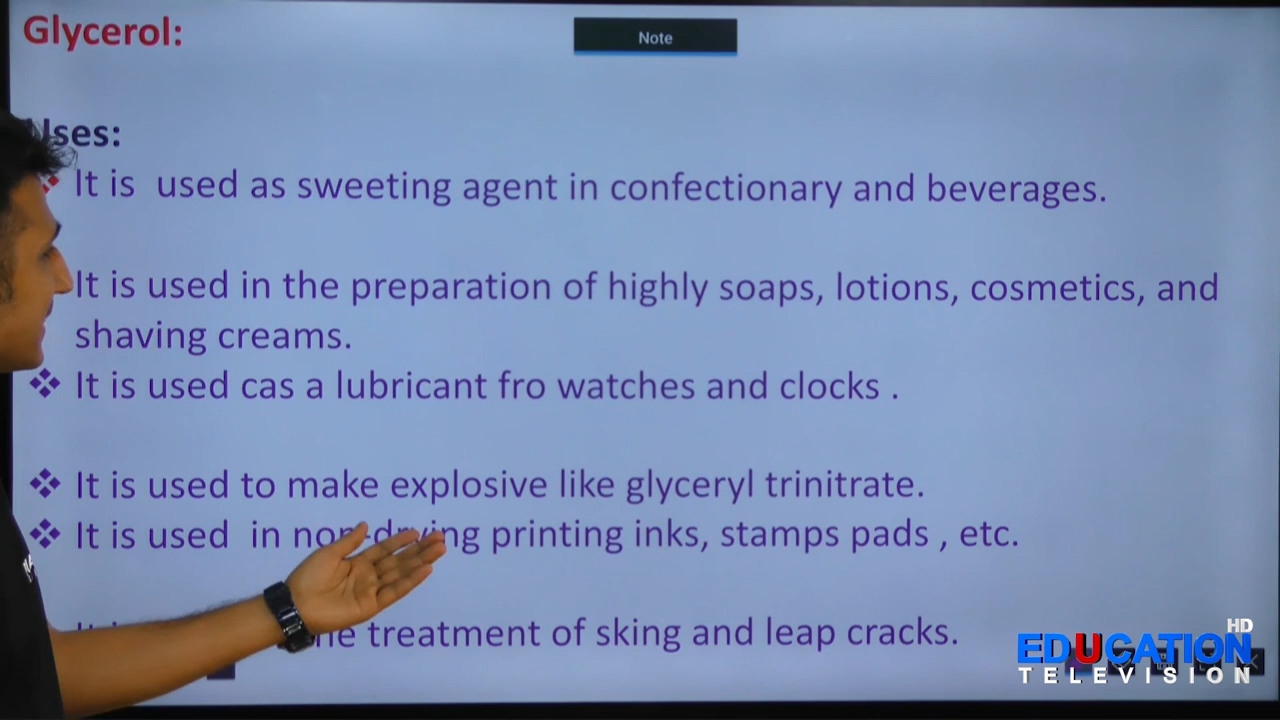 Glycerol:
Note
Uses:
It is used as sweeting agent in confectionary and beverages.
It is used in the preparation of highly soaps, lotions, cosmetics, and
shaving creams.
It is used cas a lubricant fro watches and clocks .
It is used to make explosive like glyceryl trinitrate.
It is used in non-drying printing inks, stamps pads , etc.
treatment of sking and leap cracks.
HD
EDUCATION
TELEVISION